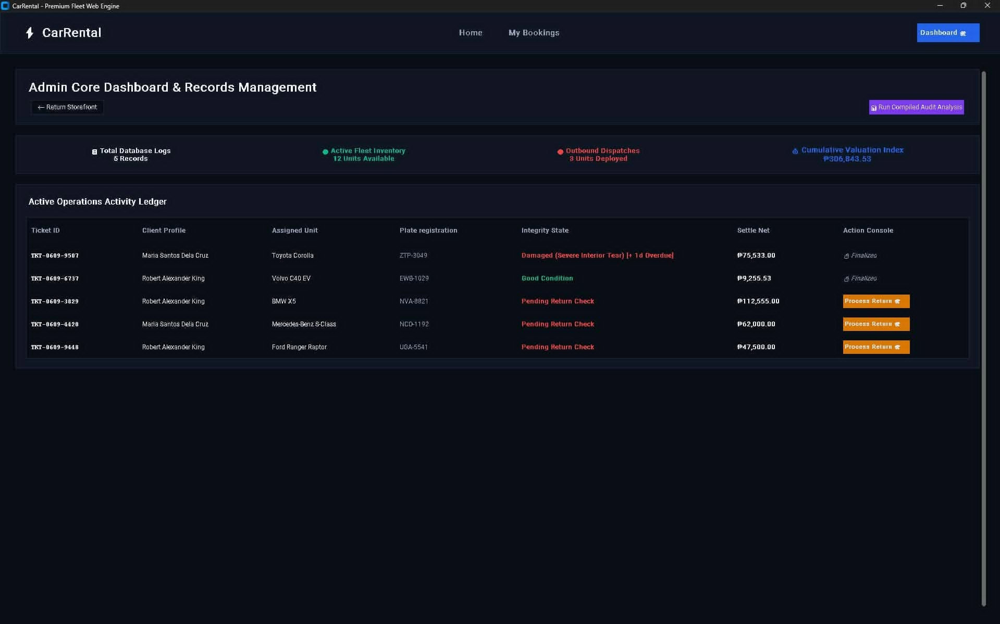 CarRental - Premium Fleet Web Engine
CarRental
Home
My Bookings
Dashboard
Admin Core Dashboard & Records Management
← Return Storefront
Run Compiled Audit Analysis
Total Database Logs
5 Records
Active Fleet Inventory
12 Units Available
Outbound Dispatches
3 Units Deployed
Cumulative Valuation Index
₱306,843.53
Active Operations Activity Ledger
Ticket ID Client Profile Assigned Unit Plate registration Integrity State Settle Net Action Console
TKT-0609-9507 Maria Santos Dela Cruz Toyota Corolla ZTP-3049 Damaged (Severe Interior Tear) [+ 1d Overdue] ₱75,533.00 Finalized
TKT-0609-6737 Robert Alexander King Volvo C40 EV EWB-1029 Good Condition ₱9,255.53 Finalized
TKT-0609-3829 Robert Alexander King BMW X5 NVA-8821 Pending Return Check ₱112,555.00 Process Return
TKT-0609-4420 Maria Santos Dela Cruz Mercedes-Benz S-Class NCO-1192 Pending Return Check ₱62,000.00 Process Return
TKT-0609-9448 Robert Alexander King Ford Ranger Raptor UGA-5541 Pending Return Check ₱47,500.00 Process Return